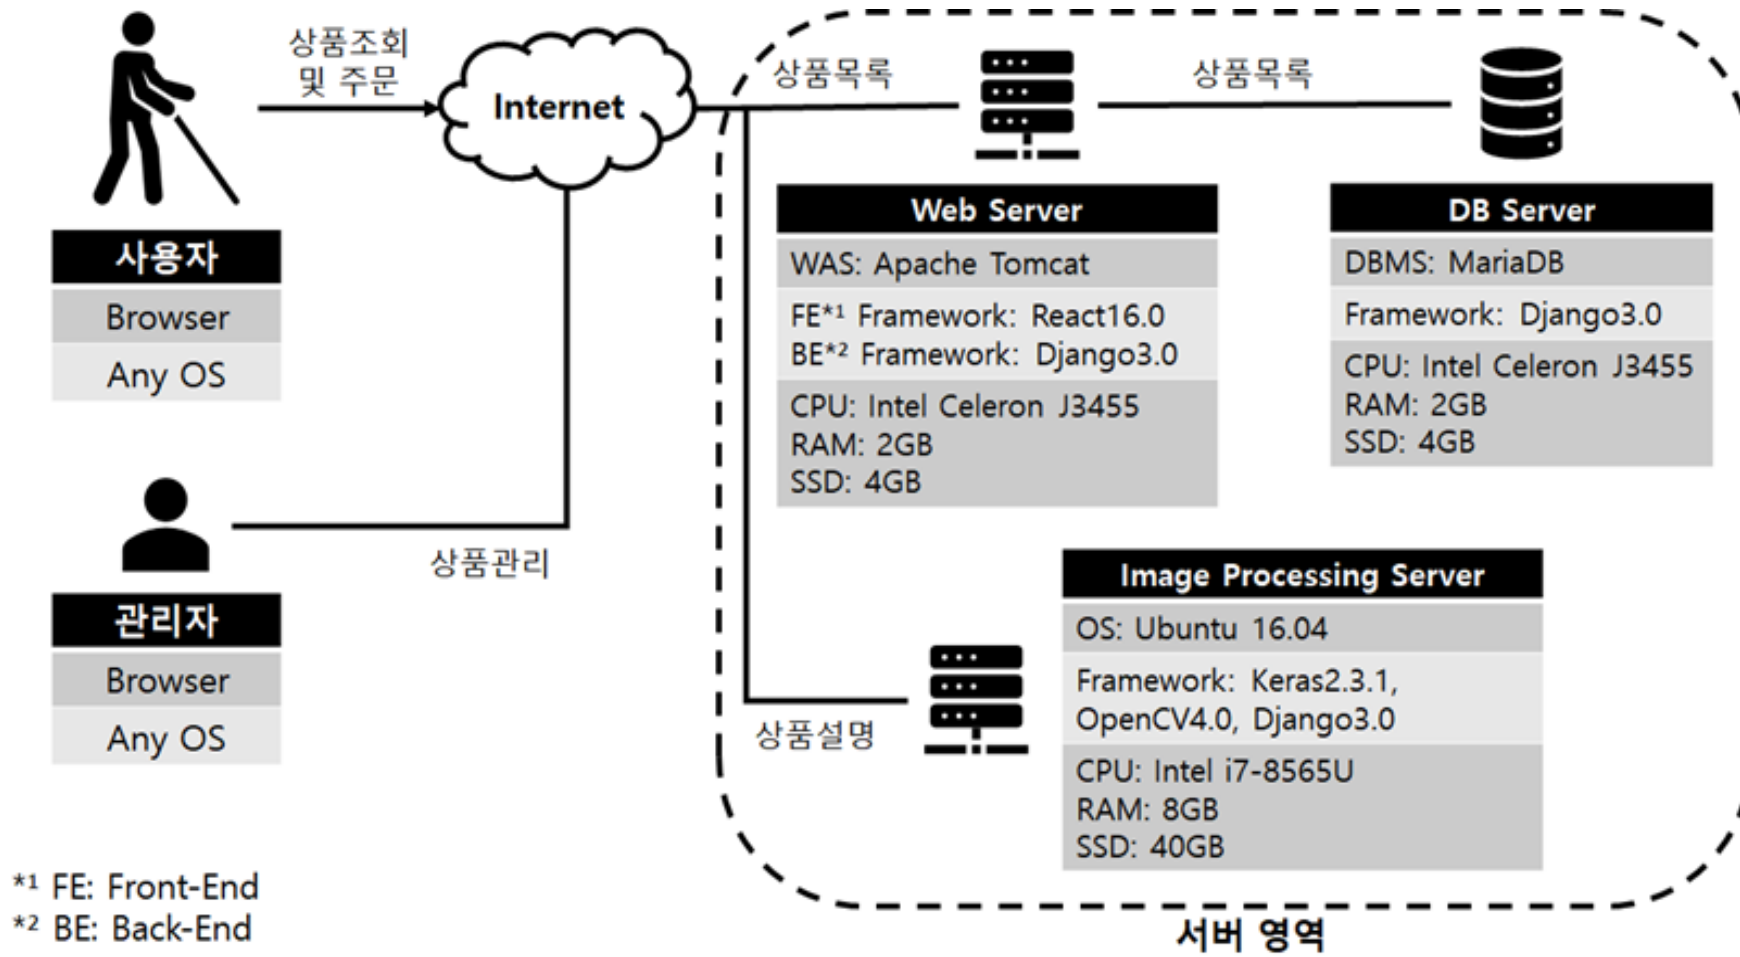 상품조회
및 주문
Internet
상품목록
상품목록
사용자
Browser
Any OS
Web Server
WAS: Apache Tomcat
FE*1 Framework: React16.0
BE*2 Framework: Django3.0
CPU: Intel Celeron J3455
RAM: 2GB
SSD: 4GB
DB Server
DBMS: MariaDB
Framework: Django3.0
CPU: Intel Celeron J3455
RAM: 2GB
SSD: 4GB
상품관리
관리자
Browser
Any OS
상품설명
Image Processing Server
OS: Ubuntu 16.04
Framework: Keras2.3.1,
OpenCV4.0, Django3.0
CPU: Intel i7-8565U
RAM: 8GB
SSD: 40GB
*1 FE: Front-End
*2 BE: Back-End
서버 영역